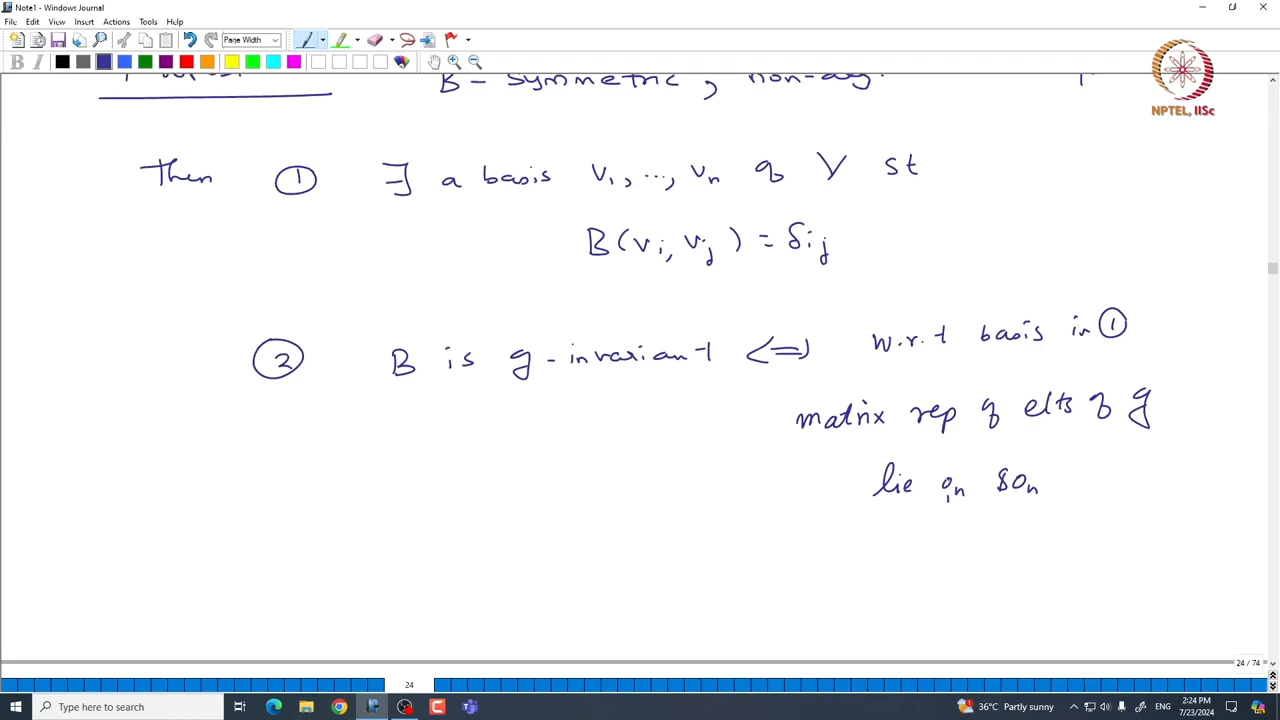 Note1 - Windows Journal
File Edit View Insert Actions Tools Help
Page Width
B I
B - symmetric, non-deg.
NPTEL, IISc
Then ① ∃ a basis v1, ..., vn of V st
B(vi, vj) = δij
② B is g-invariant <=> w.r.t basis in ①
matrix rep of elts of g
lie in SOn
24 / 74
24
Type here to search
36°C Partly sunny
ENG
2:24 PM
7/23/2024